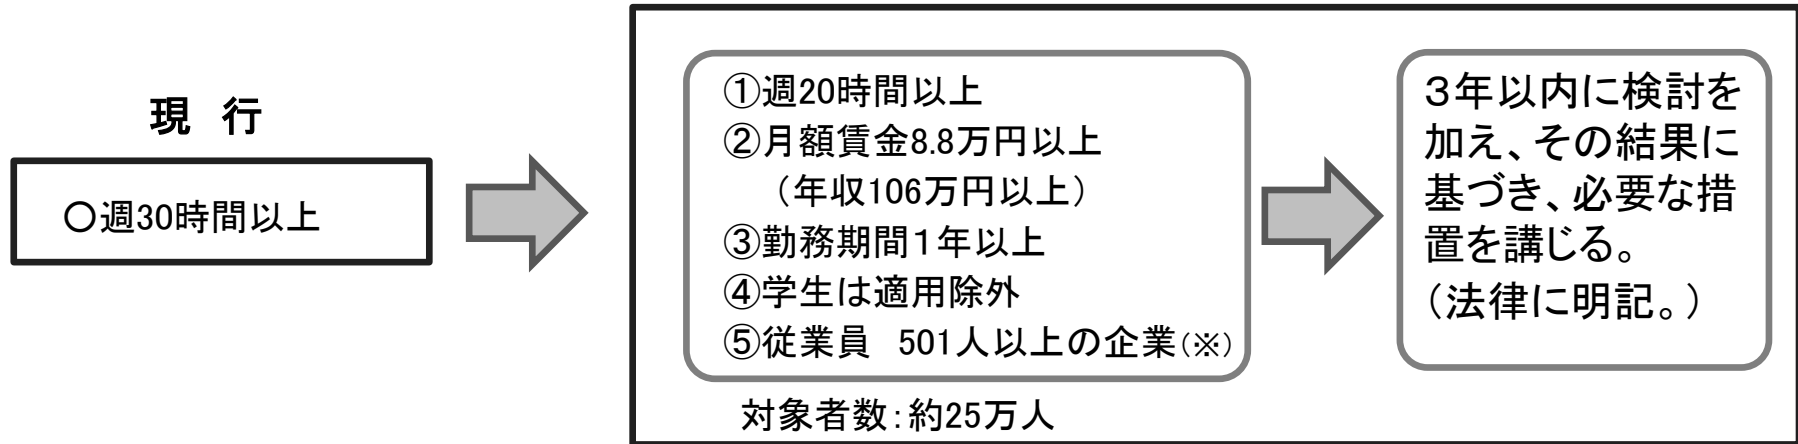 現 行
○週30時間以上
①週20時間以上
②月額賃金8.8万円以上
（年収106万円以上）
③勤務期間１年以上
④学生は適用除外
⑤従業員 501人以上の企業(※)
対象者数：約25万人
３年以内に検討を
加え、その結果に
基づき、必要な措
置を講じる。
（法律に明記。）